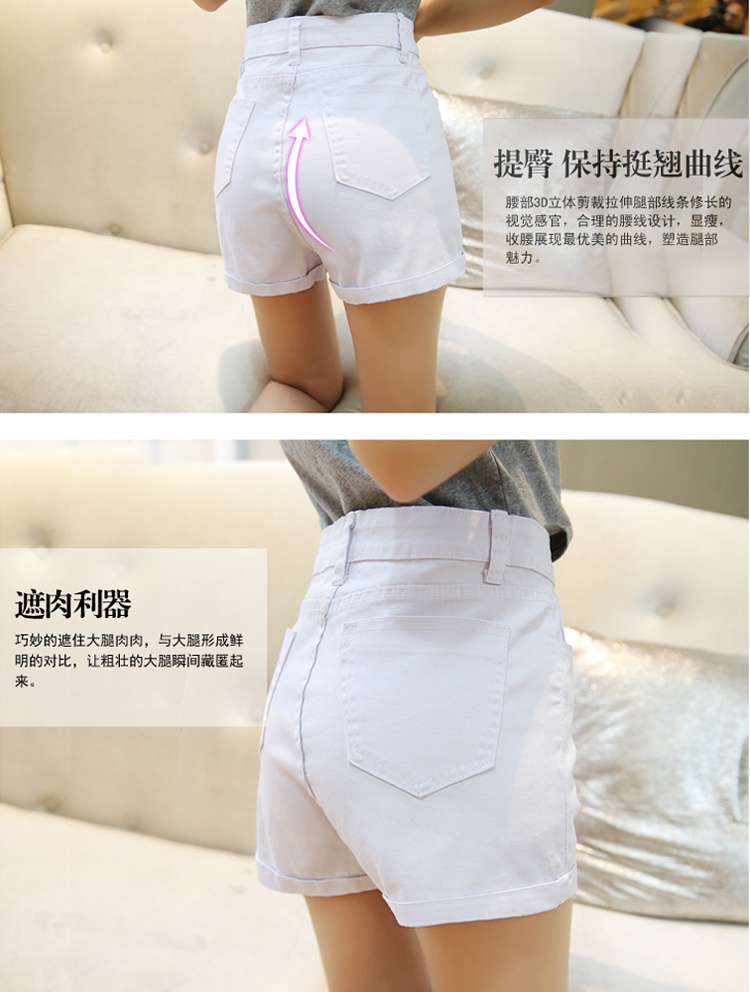 提臀 保持挺翘曲线
腰部3D立体剪裁拉伸腿部线条修长的
视觉感官，合理的腰线设计，显瘦，
收腰展现最优美的曲线，塑造腿部
魅力。
遮肉利器
巧妙的遮住大腿肉肉，与大腿形成鲜
明的对比，让粗壮的大腿瞬间藏匿起
来。